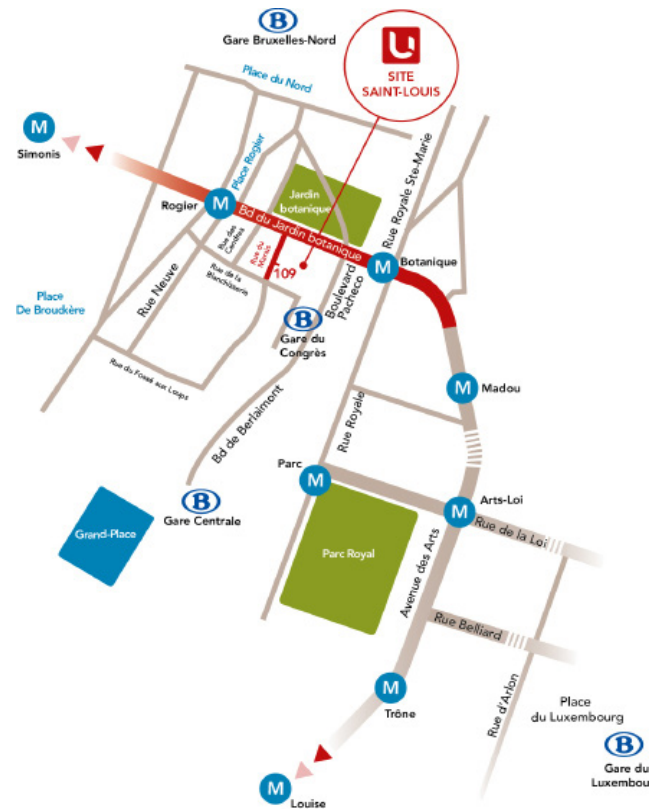 B
Gare Bruxelles-Nord
SITE
SAINT-LOUIS
Place du Nord
M
Simonis
Place Rogier
M
Rogier
Jardin
botanique
Rue Royale Ste-Marie
Bd du Jardin botanique
Rue des
Cendres
Rue du
Marais
109
M
Botanique
Rue Neuve
Rue de la
Blanchisserie
Boulevard
Pacheco
Place
De Brouckère
B
Gare du
Congrès
Rue du Fossé aux Loups
M
Madou
Bd de Berlaimont
Rue Royale
Parc
M
B
Gare Centrale
Grand-Place
Arts-Loi
M
Rue de la Loi
Parc Royal
Avenue des Arts
Rue Belliard
M
Trône
Rue d'Arlon
Place
du Luxembourg
B
Gare du
Luxembou
M
Louise